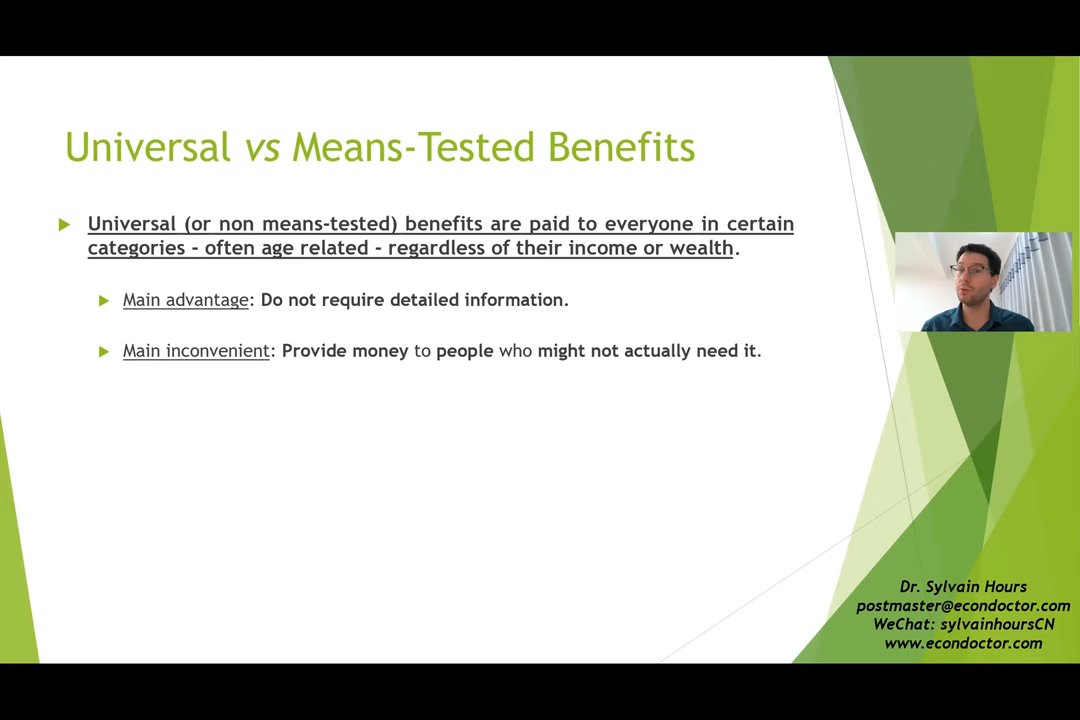 Universal vs Means-Tested Benefits
Universal (or non means-tested) benefits are paid to everyone in certain
categories - often age related - regardless of their income or wealth.
Main advantage: Do not require detailed information.
Main inconvenient: Provide money to people who might not actually need it.
Dr. Sylvain Hours
postmaster@econdoctor.com
WeChat: sylvainhoursCN
www.econdoctor.com